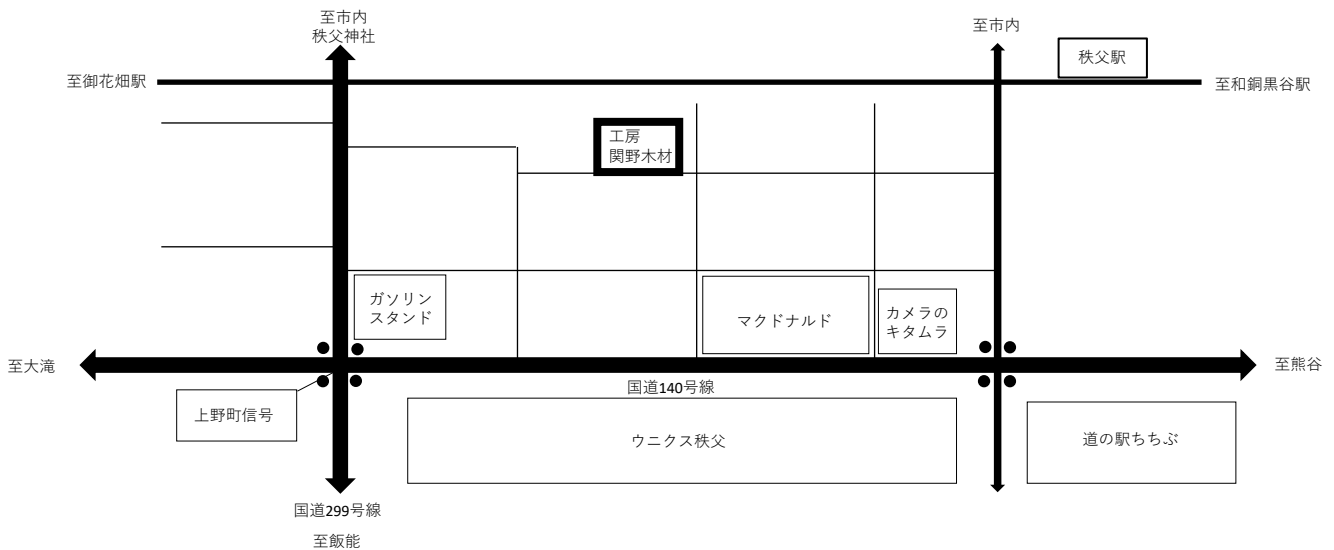 至市内
秩父神社
至市内
秩父駅
至御花畑駅
至和銅黒谷駅
工房
関野木材
ガソリン
スタンド
マクドナルド
カメラの
キタムラ
至大滝
至熊谷
国道140号線
上野町信号
ウニクス秩父
道の駅ちちぶ
国道299号線
至飯能